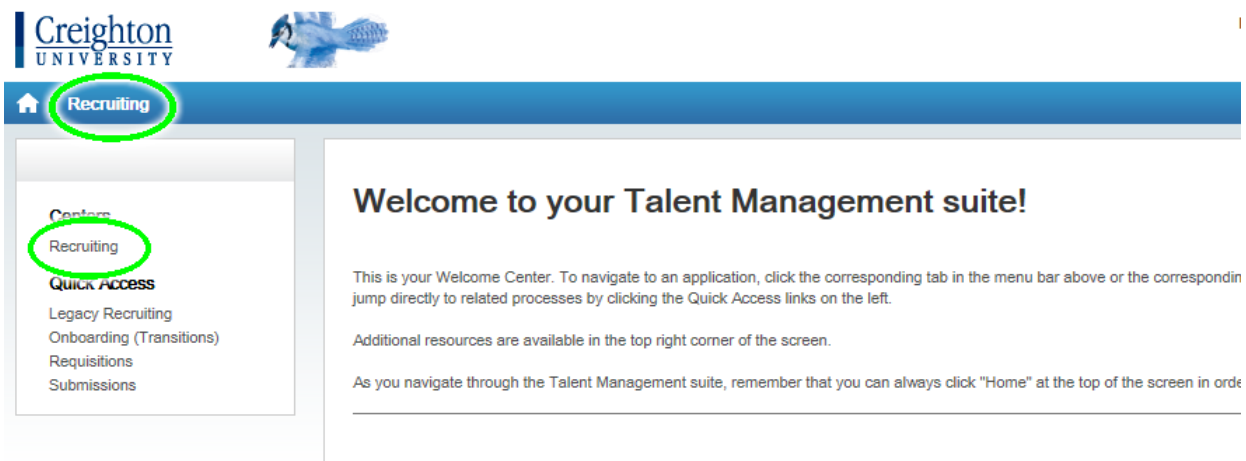 Creighton
UNIVERSITY
Recruiting
Centers
Recruiting
Quick Access
Legacy Recruiting
Onboarding (Transitions)
Requisitions
Submissions
Welcome to your Talent Management suite!
This is your Welcome Center. To navigate to an application, click the corresponding tab in the menu bar above or the
jump directly to related processes by clicking the Quick Access links on the left.
Additional resources are available in the top right corner of the screen.
As you navigate through the Talent Management suite, remember that you can always click "Home" at the top of the screen in